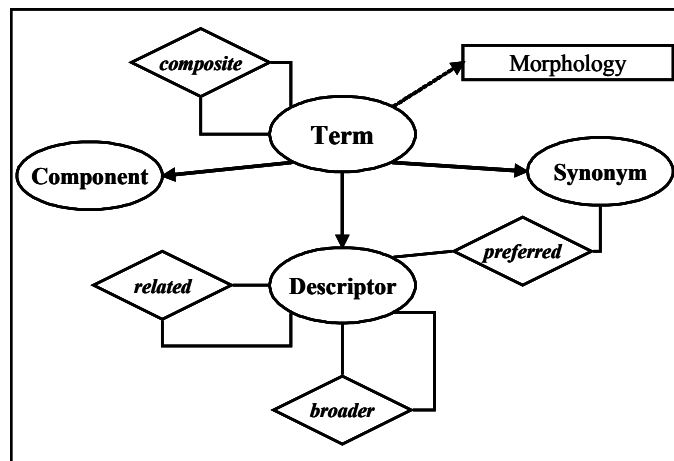 composite
Morphology
Term
Component
Synonym
preferred
related
Descriptor
broader